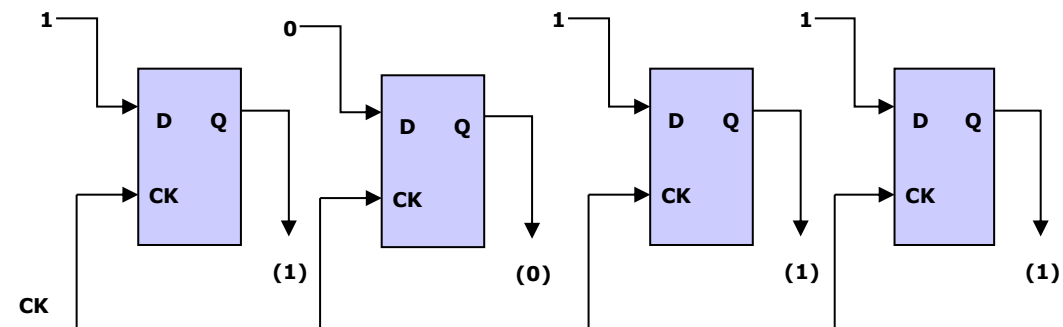 1 0 1 1
D Q D Q D Q D Q
CK CK CK CK
(1) (0) (1) (1)
CK